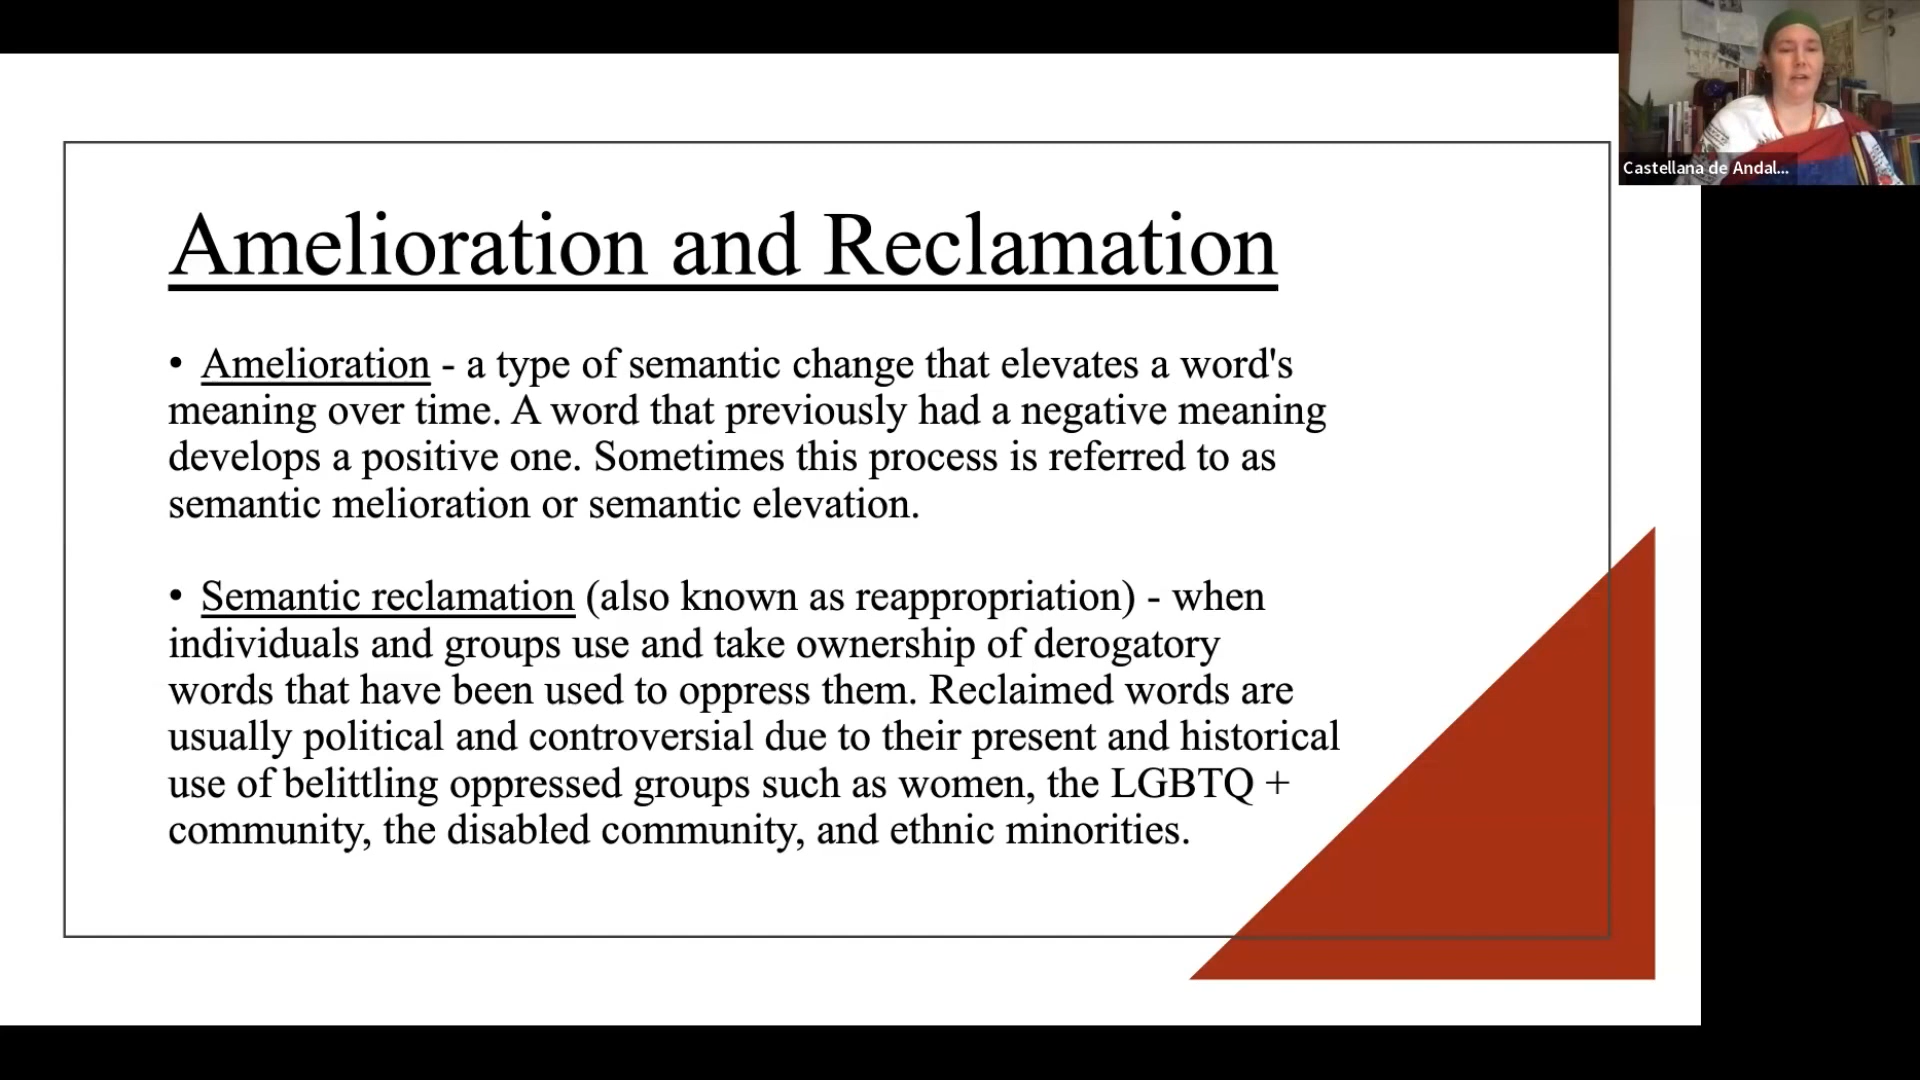 Castellana de Andal...
Amelioration and Reclamation
• Amelioration - a type of semantic change that elevates a word's
meaning over time. A word that previously had a negative meaning
develops a positive one. Sometimes this process is referred to as
semantic melioration or semantic elevation.
• Semantic reclamation (also known as reappropriation) - when
individuals and groups use and take ownership of derogatory
words that have been used to oppress them. Reclaimed words are
usually political and controversial due to their present and historical
use of belittling oppressed groups such as women, the LGBTQ +
community, the disabled community, and ethnic minorities.